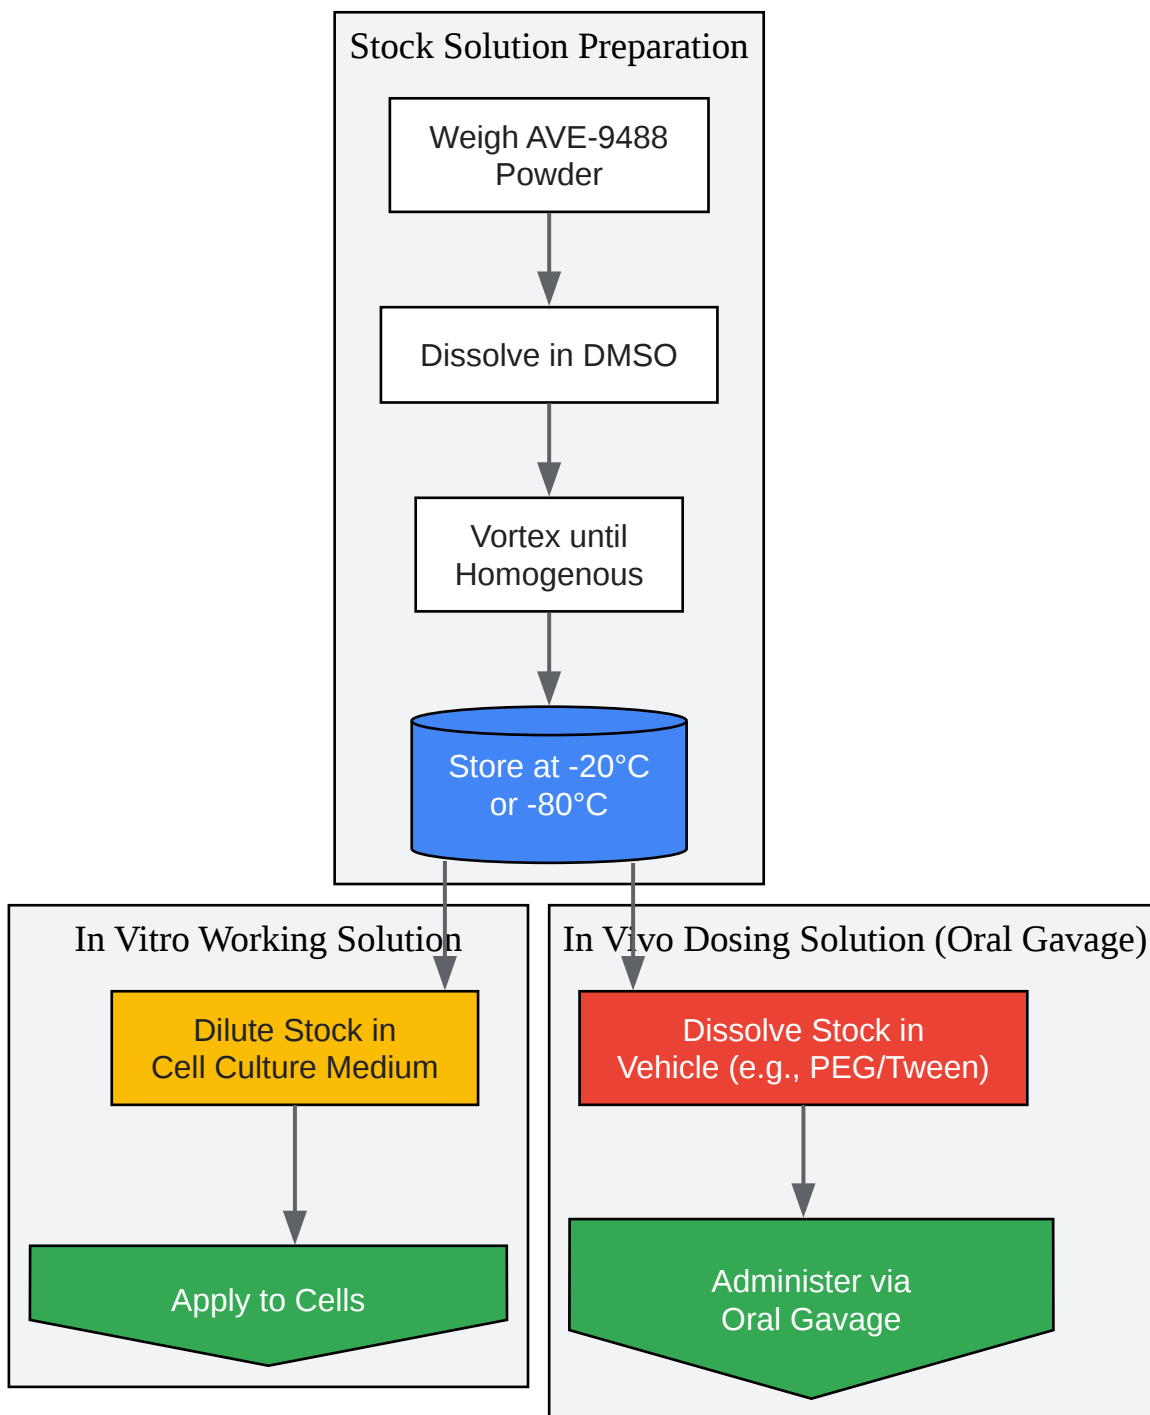 Stock Solution Preparation
Weigh AVE-9488
Powder
Dissolve in DMSO
Vortex until
Homogenous
Store at -20°C
or -80°C
In Vitro Working Solution
Dilute Stock in
Cell Culture Medium
Apply to Cells
In Vivo Dosing Solution (Oral Gavage)
Dissolve Stock in
Vehicle (e.g., PEG/Tween)
Administer via
Oral Gavage